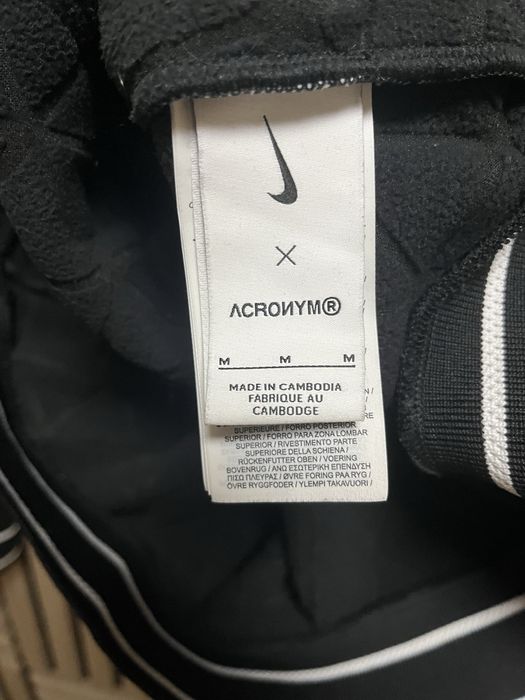 ×
ACRONYM®
M M M
MADE IN CAMBODIA
FABRIQUE AU
CAMBODGE
SUPERIEURE / FORRO POSTERIOR
SUPERIOR / FORRO PARA ZONA LOMBAR
SUPERIOR / RIVESTIMENTO PARTE
SUPERIORE DELLA SCHIENA /
RÜCKENFUTTER OBEN / VOERING
BOVENRUG / ΑΝΩ ΕΣΩΤΕΡΙΚΗ ΕΠΕΝΔΥΣΗ
ΠΙΣΩ ΠΛΕΥΡΑΣ / ØVRE FORING PAA RYG /
ÖVRE RYGGFODER / YLEMPI TAKAVUORI /